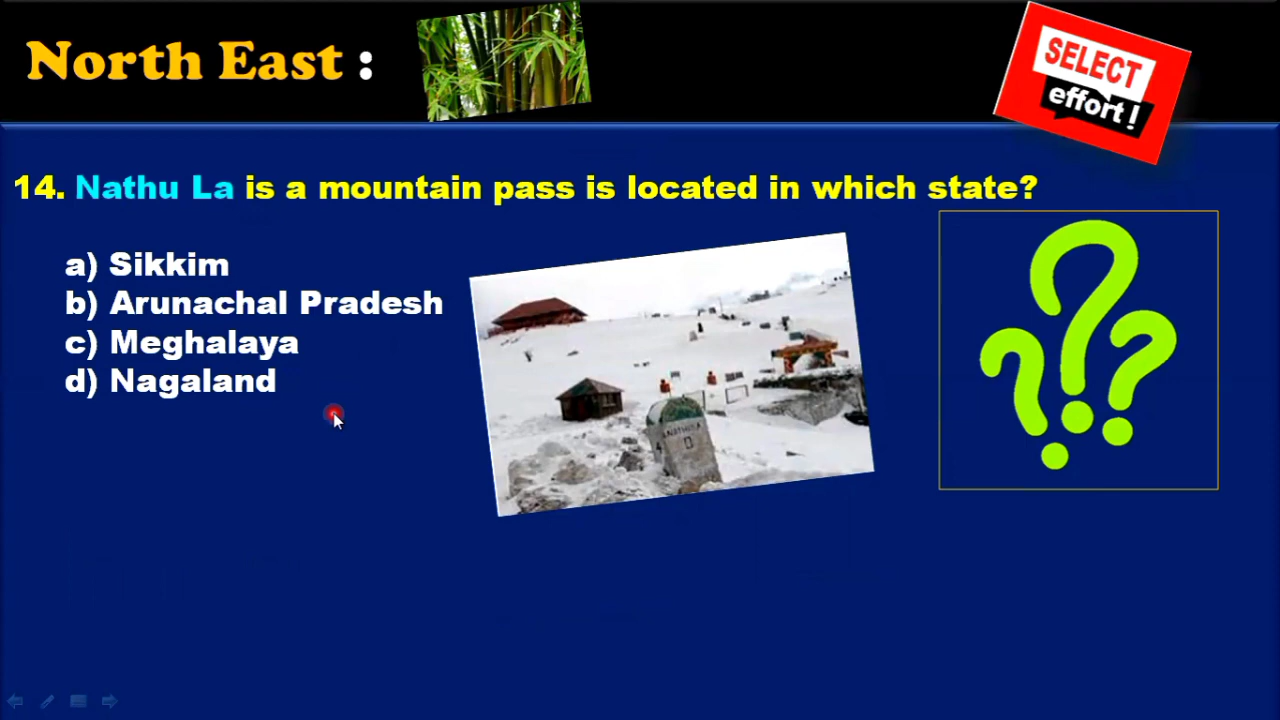 North East :
SELECT
effort !
14. Nathu La is a mountain pass is located in which state?
a) Sikkim
b) Arunachal Pradesh
c) Meghalaya
d) Nagaland
0